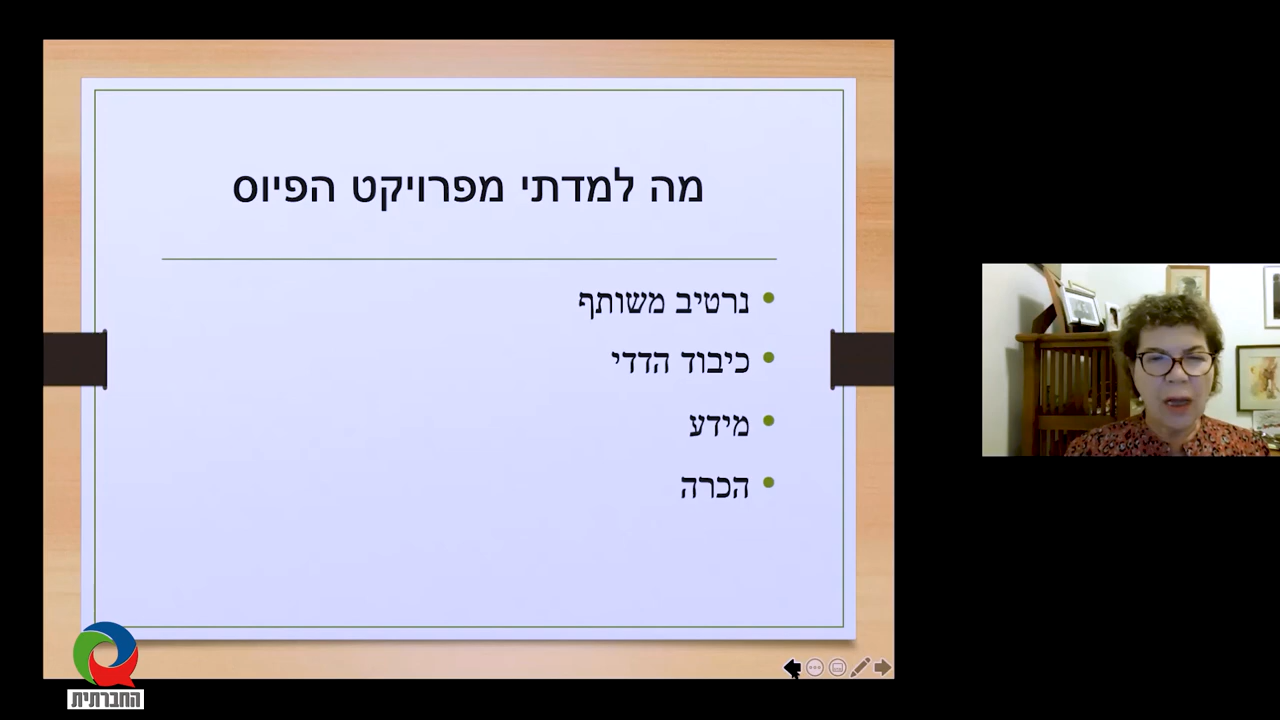 מה למדתי מפרויקט הפיוס
נרטיב משותף
כיבוד הדדי
מידע
הכרה
החברתית